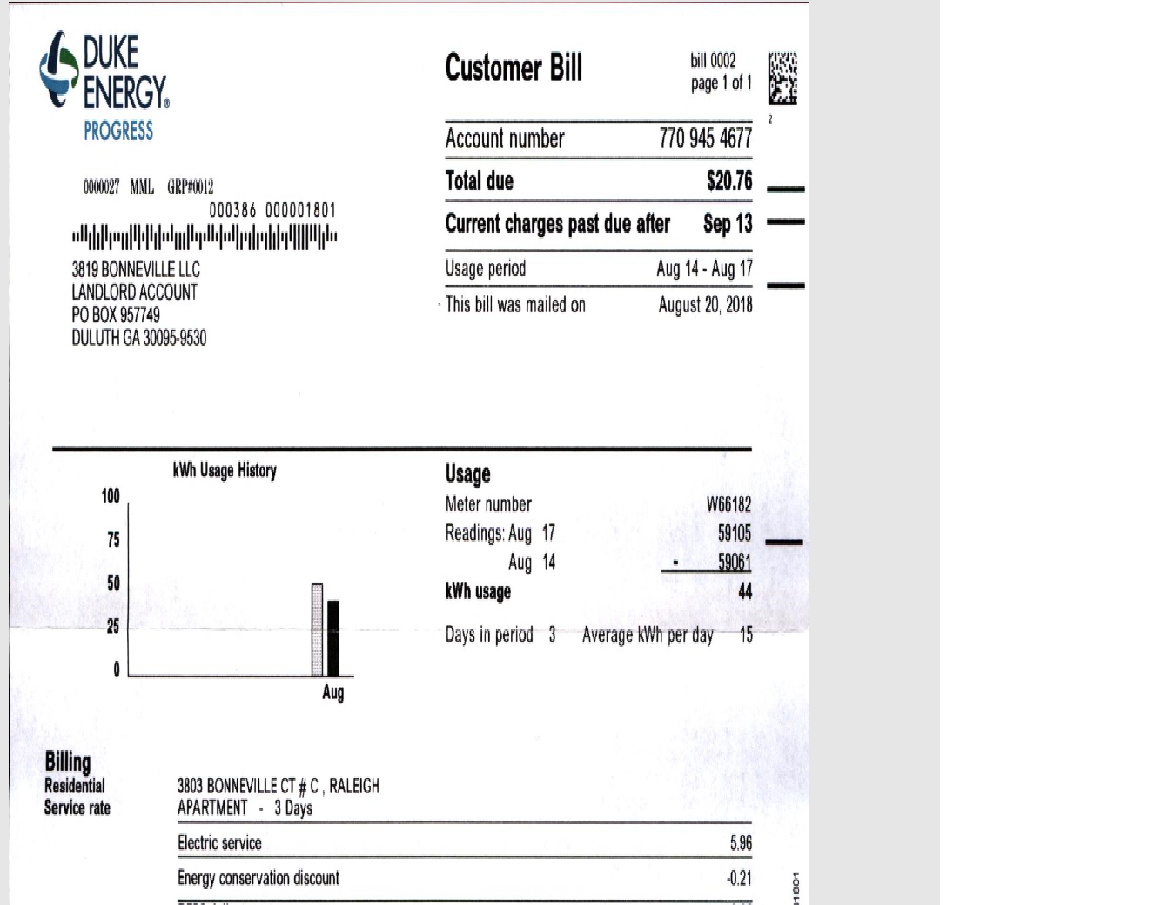 DUKE
ENERGY®
PROGRESS
Customer Bill
bill 0002
page 1 of 1
2
Account number 770 945 4677
Total due $20.76
Current charges past due after Sep 13
Usage period Aug 14 - Aug 17
This bill was mailed on August 20, 2018
0000027 MML GRP#0012
000386 000001801
3819 BONNEVILLE LLC
LANDLORD ACCOUNT
PO BOX 957749
DULUTH GA 30095-9530
kWh Usage History
100
75
50
25
0
Aug
Usage
Meter number W66182
Readings: Aug 17 59105
Aug 14 - 59061
kWh usage 44
Days in period 3 Average kWh per day 15
Billing
Residential
Service rate
3803 BONNEVILLE CT # C , RALEIGH
APARTMENT - 3 Days
Electric service 5.96
Energy conservation discount -0.21